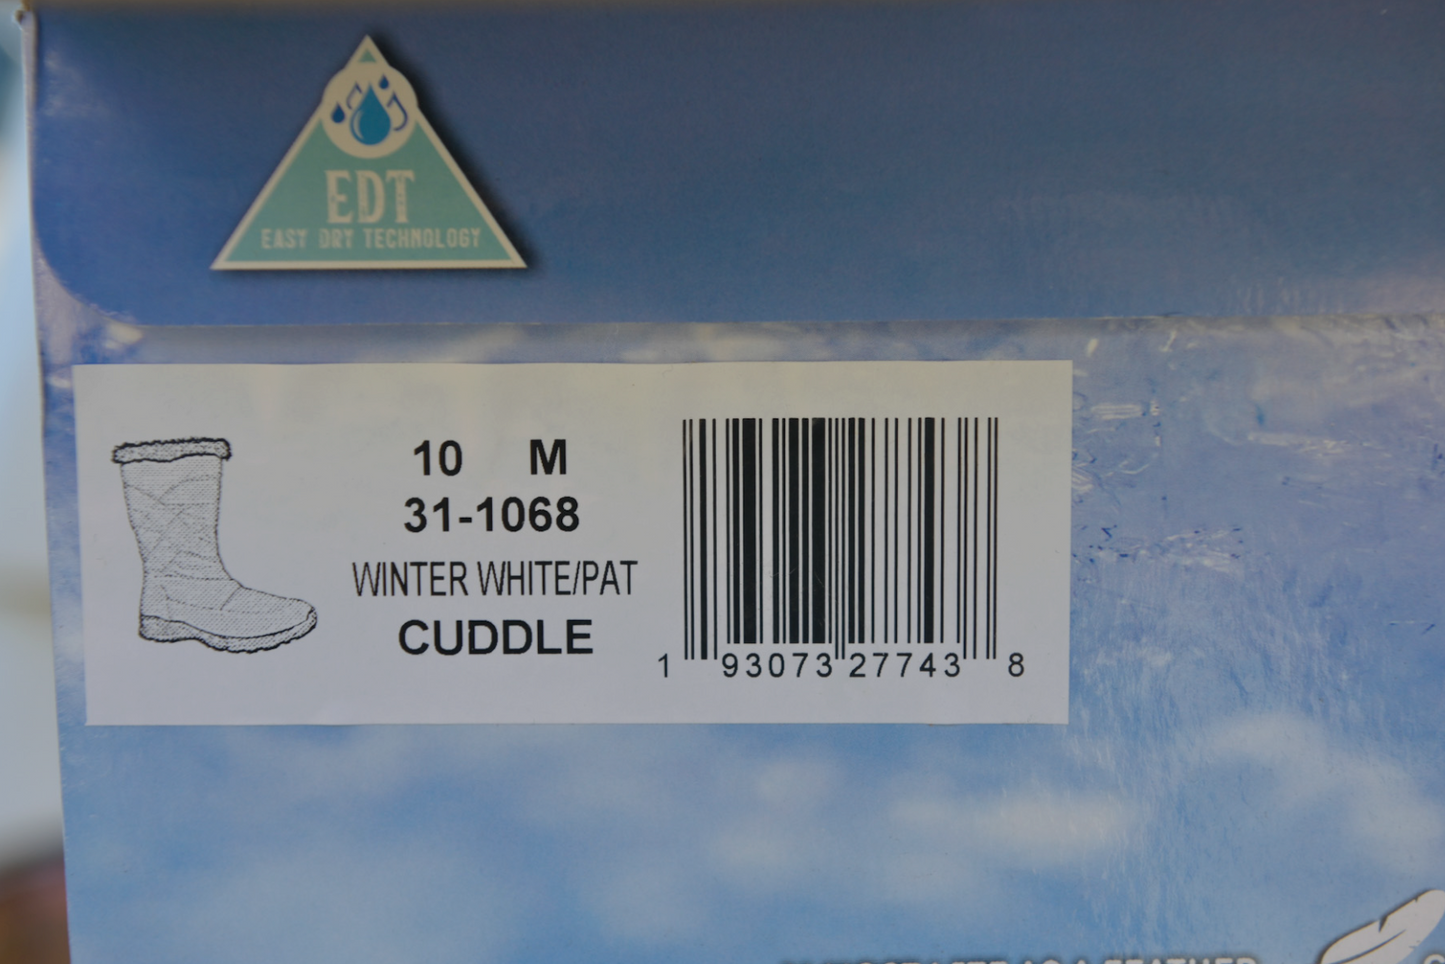 EDT
EASY DRY TECHNOLOGY
10 M
31-1068
WINTER WHITE/PAT
CUDDLE
1 93073 27743 8